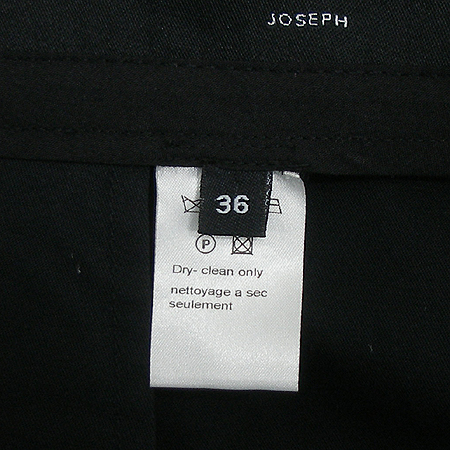 JOSEPH
36
P
Dry- clean only
nettoyage a sec
seulement